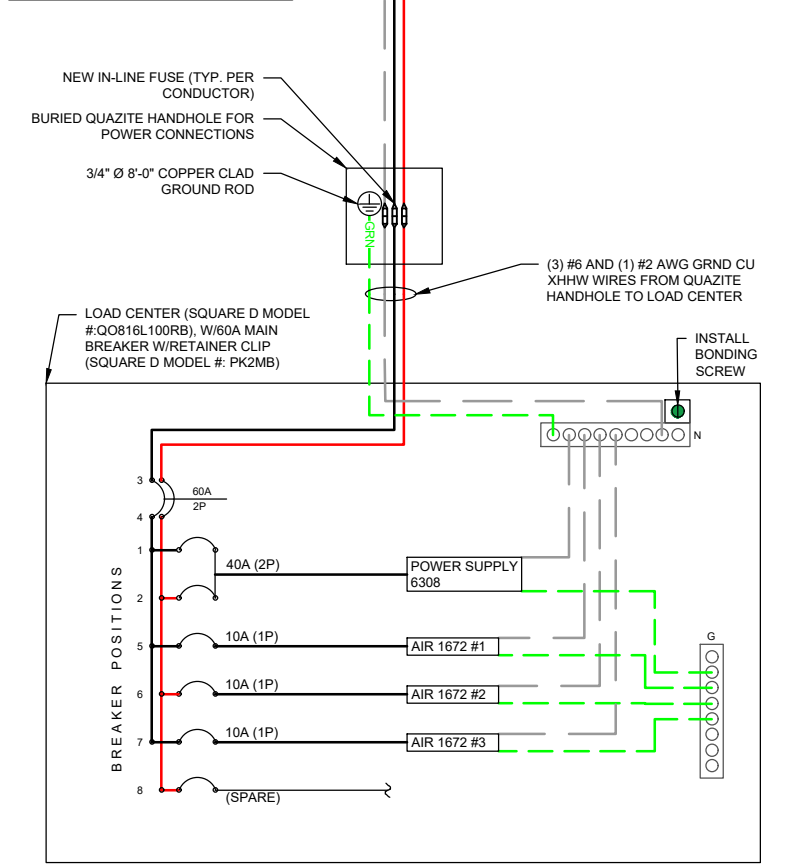 NEW IN-LINE FUSE (TYP. PER
CONDUCTOR)
BURIED QUAZITE HANDHOLE FOR
POWER CONNECTIONS
3/4" Ø 8'-0" COPPER CLAD
GROUND ROD
GRN
(3) #6 AND (1) #2 AWG GRND CU
XHHW WIRES FROM QUAZITE
HANDHOLE TO LOAD CENTER
LOAD CENTER (SQUARE D MODEL
#:QO816L100RB), W/60A MAIN
BREAKER W/RETAINER CLIP
(SQUARE D MODEL #: PK2MB)
INSTALL
BONDING
SCREW
N
3
60A
2P
4
1
40A (2P)
POWER SUPPLY
6308
2
BREAKER POSITIONS
5
10A (1P)
AIR 1672 #1
G
6
10A (1P)
AIR 1672 #2
7
10A (1P)
AIR 1672 #3
8
(SPARE)